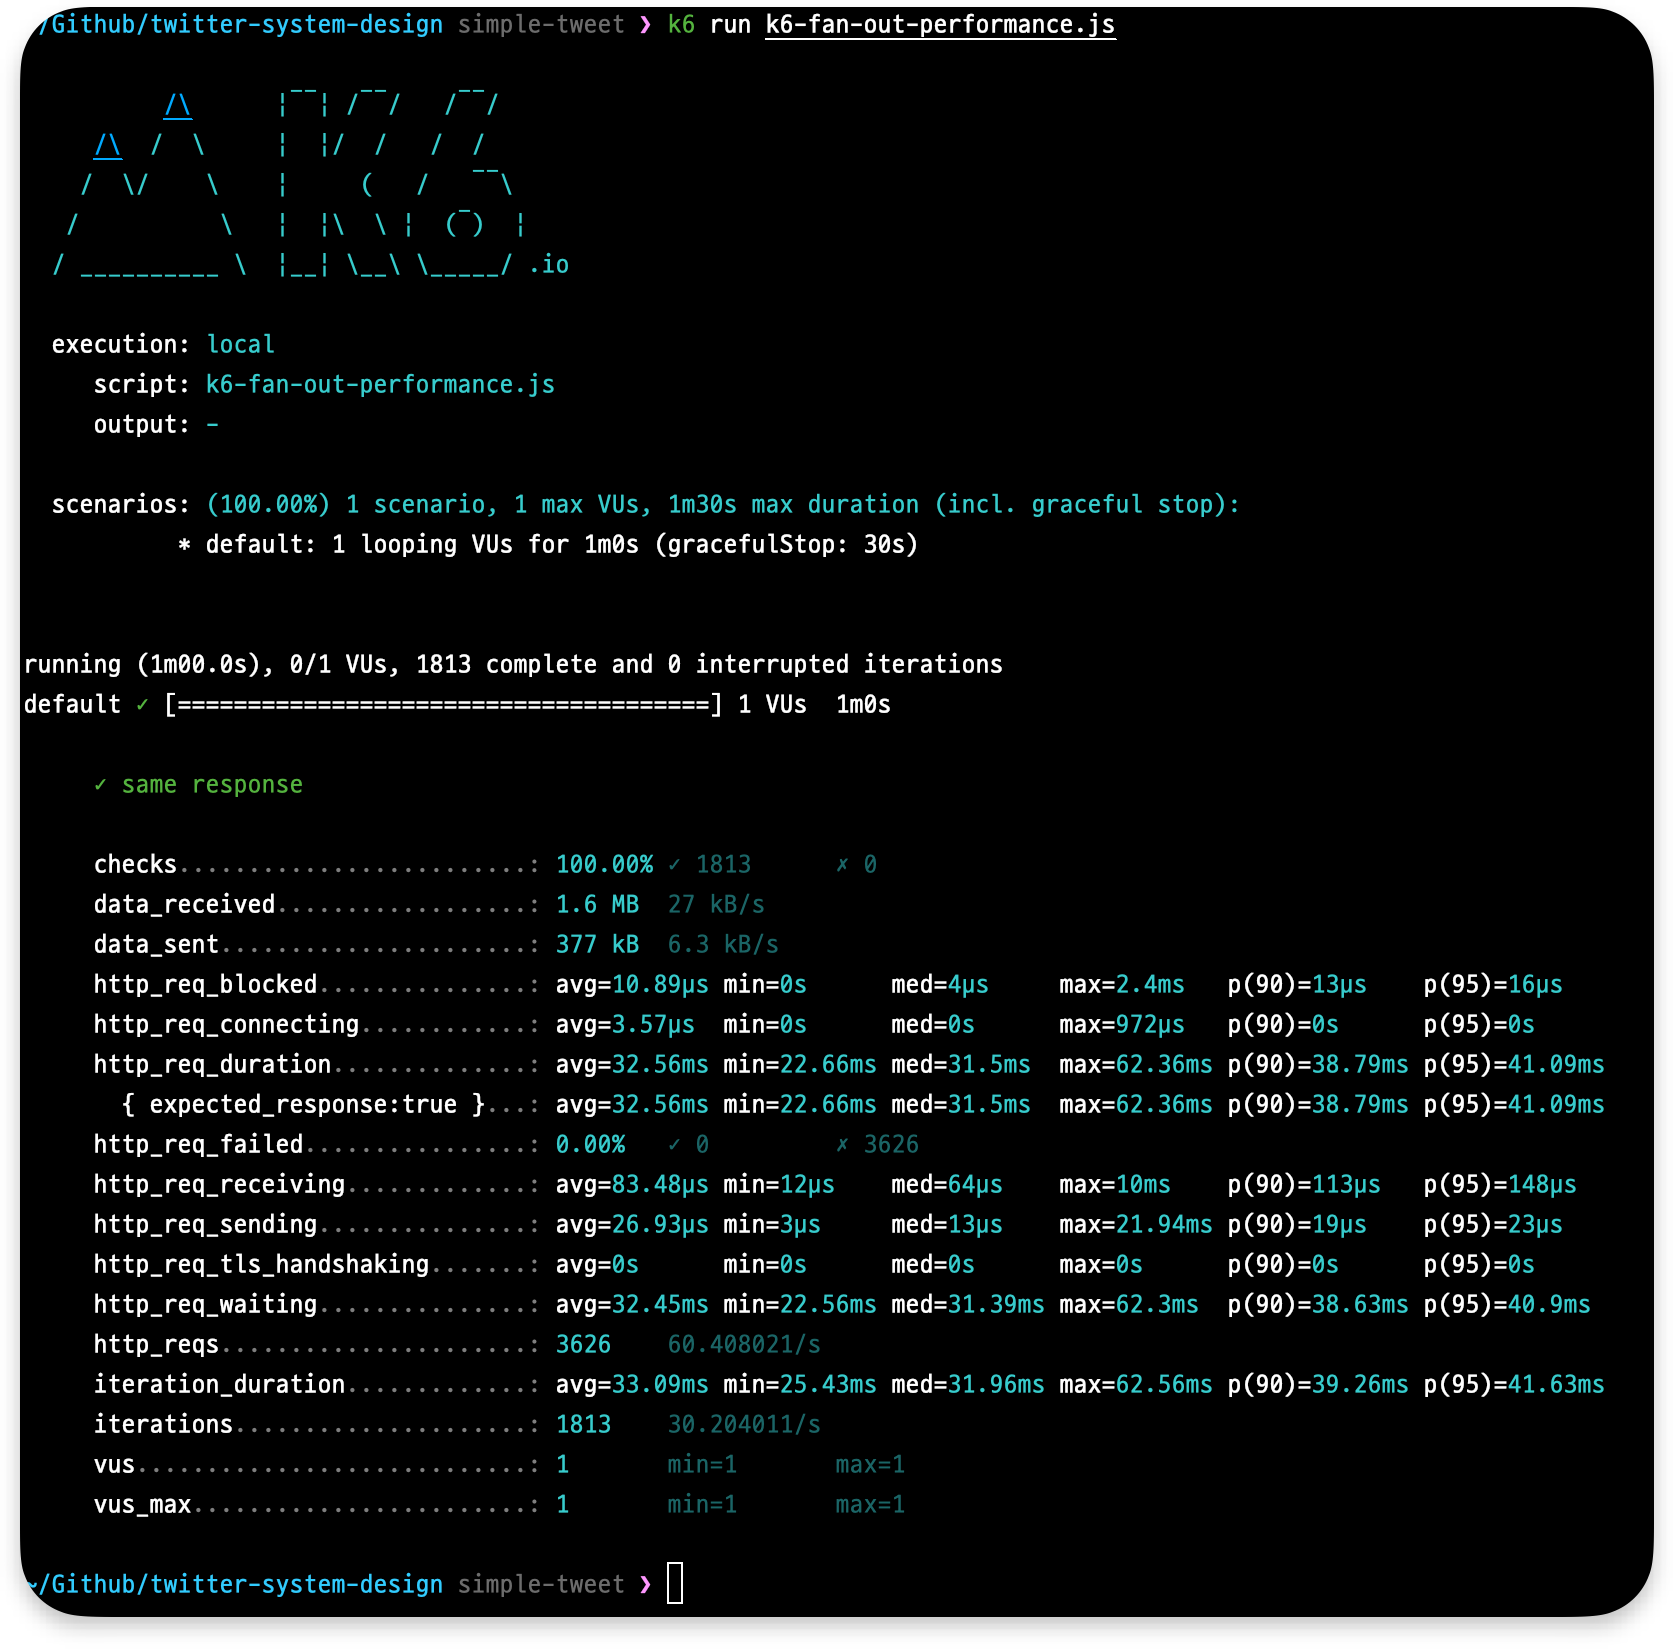 ~/Github/twitter-system-design simple-tweet ❯ k6 run k6-fan-out-performance.js
.io
execution: local
script: k6-fan-out-performance.js
output: -
scenarios: (100.00%) 1 scenario, 1 max VUs, 1m30s max duration (incl. graceful stop):
* default: 1 looping VUs for 1m0s (gracefulStop: 30s)
running (1m00.0s), 0/1 VUs, 1813 complete and 0 interrupted iterations
default ✓ [======================================] 1 VUs  1m0s
✓ same response
checks.........................: 100.00% ✓ 1813      ✗ 0
data_received..................: 1.6 MB  27 kB/s
data_sent......................: 377 kB  6.3 kB/s
http_req_blocked...............: avg=10.89µs min=0s      med=4µs     max=2.4ms   p(90)=13µs    p(95)=16µs
http_req_connecting............: avg=3.57µs  min=0s      med=0s      max=972µs   p(90)=0s      p(95)=0s
http_req_duration..............: avg=32.56ms min=22.66ms med=31.5ms  max=62.36ms p(90)=38.79ms p(95)=41.09ms
{ expected_response:true }...: avg=32.56ms min=22.66ms med=31.5ms  max=62.36ms p(90)=38.79ms p(95)=41.09ms
http_req_failed................: 0.00%   ✓ 0         ✗ 3626
http_req_receiving.............: avg=83.48µs min=12µs    med=64µs    max=10ms    p(90)=113µs   p(95)=148µs
http_req_sending...............: avg=26.93µs min=3µs     med=13µs    max=21.94ms p(90)=19µs    p(95)=23µs
http_req_tls_handshaking.......: avg=0s      min=0s      med=0s      max=0s      p(90)=0s      p(95)=0s
http_req_waiting...............: avg=32.45ms min=22.56ms med=31.39ms max=62.3ms  p(90)=38.63ms p(95)=40.9ms
http_reqs......................: 3626    60.408021/s
iteration_duration.............: avg=33.09ms min=25.43ms med=31.96ms max=62.56ms p(90)=39.26ms p(95)=41.63ms
iterations.....................: 1813    30.204011/s
vus............................: 1       min=1       max=1
vus_max........................: 1       min=1       max=1
~/Github/twitter-system-design simple-tweet ❯